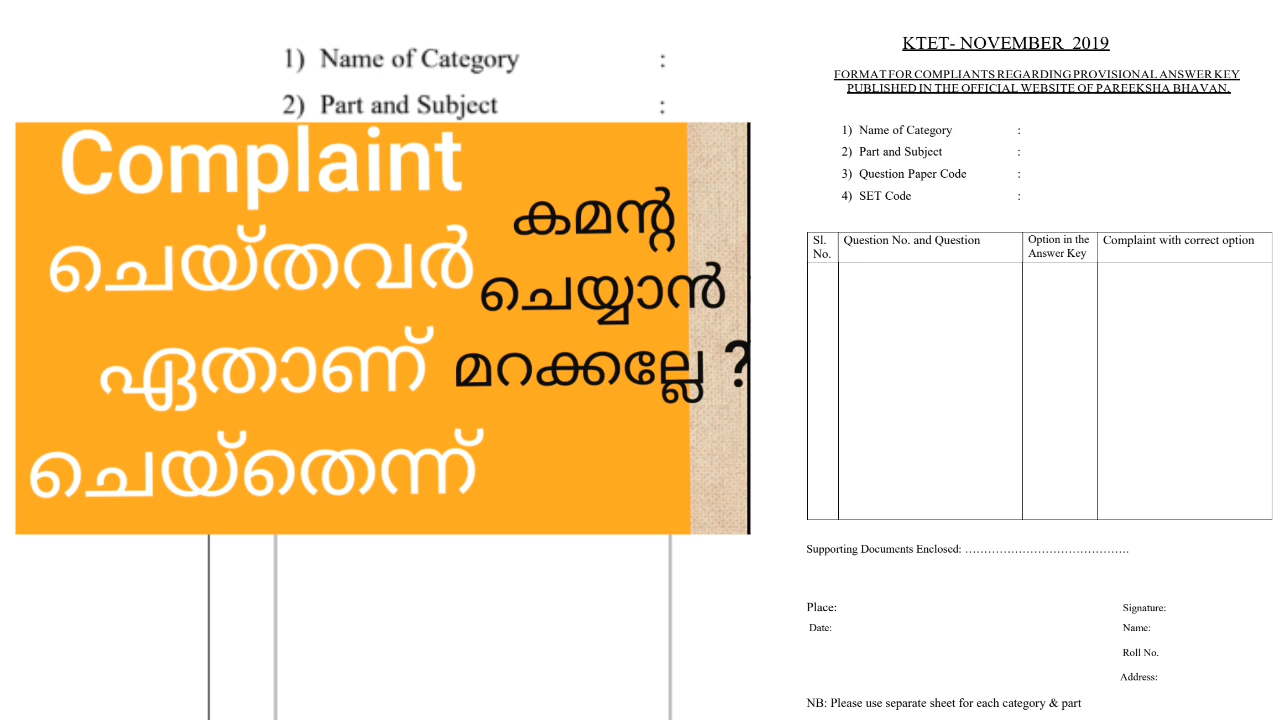 1) Name of Category :
2) Part and Subject :
Complaint
ചെയ്തവർ
ഏതാണ്
ചെയ്തെന്ന്
കമന്റ
ചെയ്യാൻ
മറക്കല്ലേ ?
KTET- NOVEMBER 2019
FORMAT FOR COMPLIANTS REGARDING PROVISIONAL ANSWER KEY
PUBLISHED IN THE OFFICIAL WEBSITE OF PAREEKSHA BHAVAN.
1) Name of Category :
2) Part and Subject :
3) Question Paper Code :
4) SET Code :
Sl. No. Question No. and Question Option in the Answer Key Complaint with correct option
Supporting Documents Enclosed: ……………………………………..
Place: Signature:
Date: Name:
Roll No.
Address:
NB: Please use separate sheet for each category & part